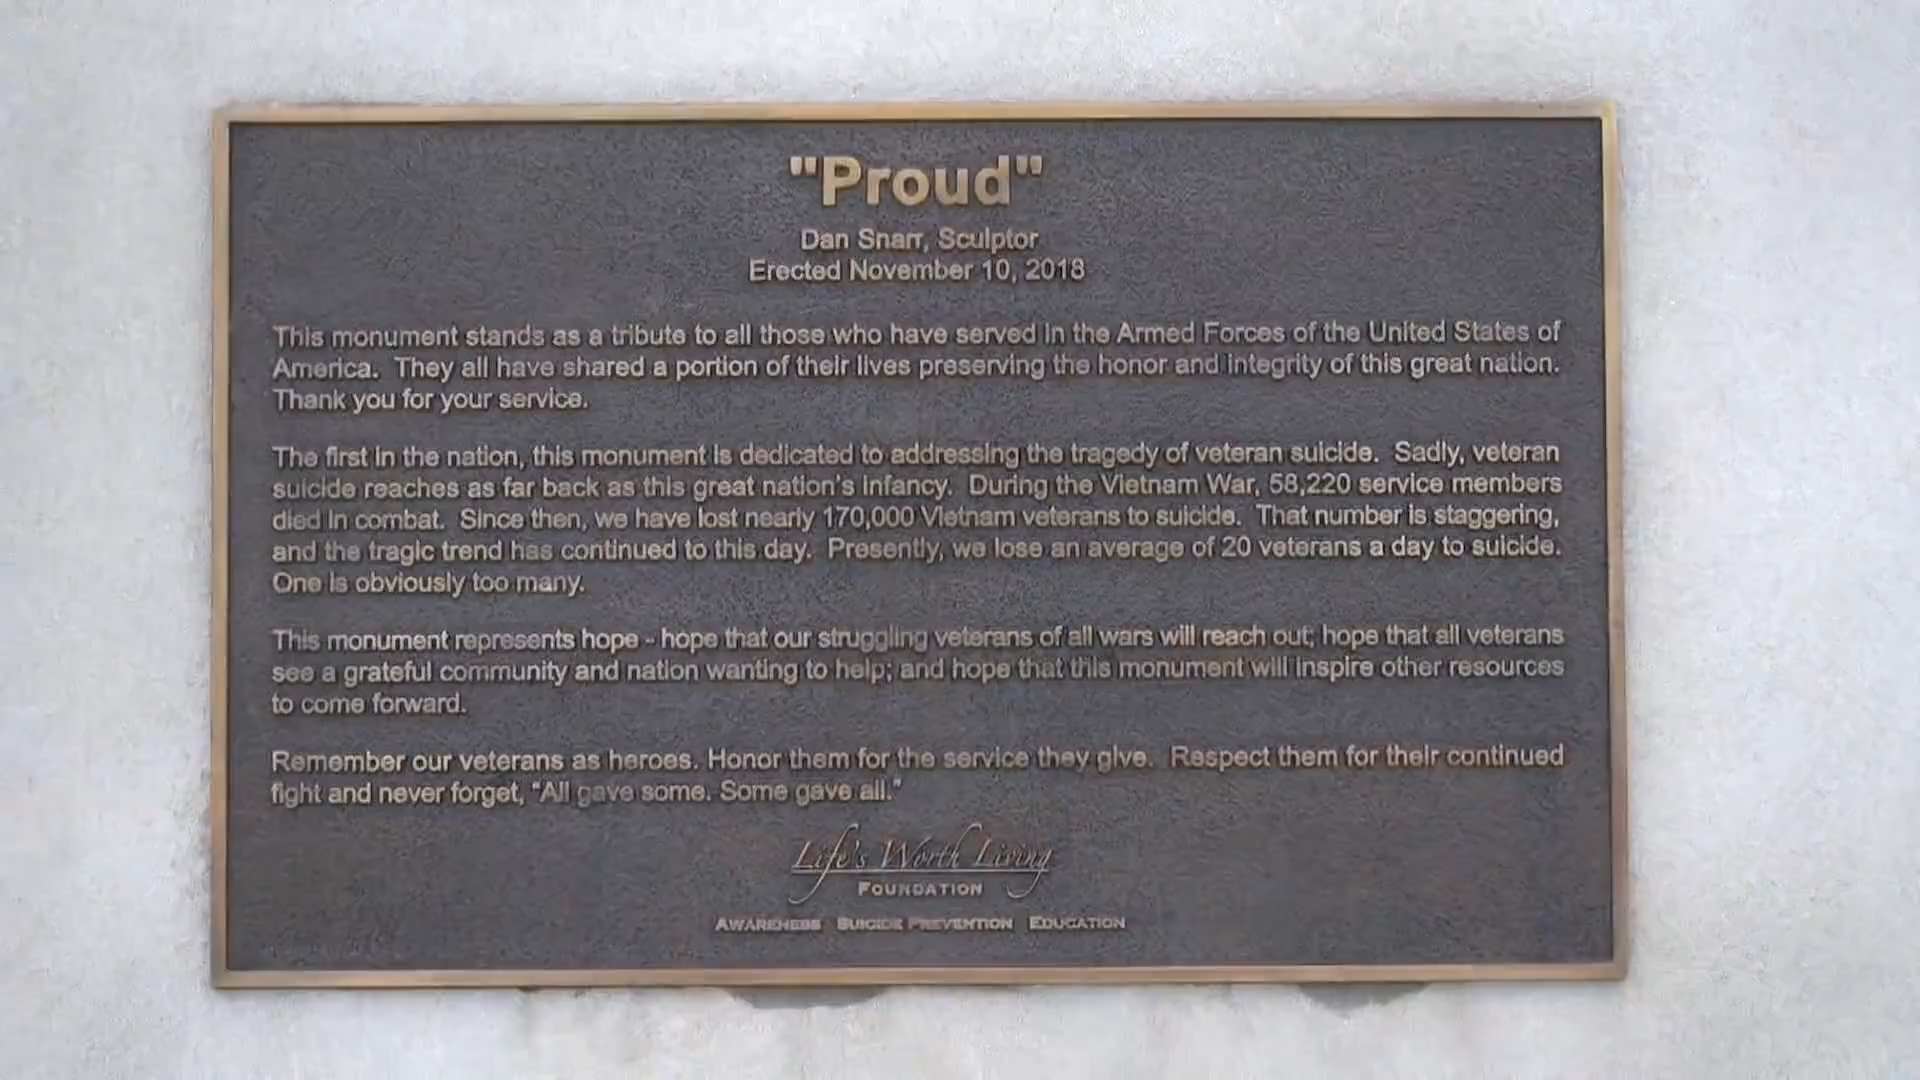 "Proud"
Dan Snarr, Sculptor
Erected November 10, 2018
This monument stands as a tribute to all those who have served in the Armed Forces of the United States of
America. They all have shared a portion of their lives preserving the honor and integrity of this great nation.
Thank you for your service.
The first in the nation, this monument is dedicated to addressing the tragedy of veteran suicide. Sadly, veteran
suicide reaches as far back as this great nation's infancy. During the Vietnam War, 58,220 service members
died in combat. Since then, we have lost nearly 170,000 Vietnam veterans to suicide. That number is staggering,
and the tragic trend has continued to this day. Presently, we lose an average of 20 veterans a day to suicide.
One is obviously too many.
This monument represents hope - hope that our struggling veterans of all wars will reach out; hope that all veterans
see a grateful community and nation wanting to help; and hope that this monument will inspire other resources
to come forward.
Remember our veterans as heroes. Honor them for the service they give. Respect them for their continued
fight and never forget, “All gave some. Some gave all.”
Life's Worth Living
FOUNDATION
AWARENESS SUICIDE PREVENTION EDUCATION